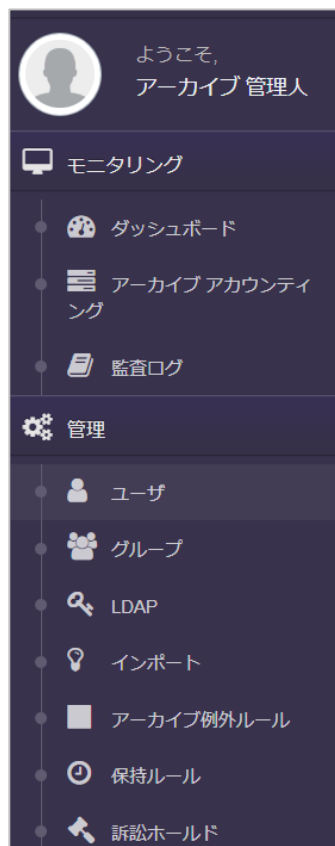 ようこそ,
アーカイブ 管理人
モニタリング
ダッシュボード
アーカイブ アカウンティ
ング
監査ログ
管理
ユーザ
グループ
LDAP
インポート
アーカイブ例外ルール
保持ルール
訴訟ホールド